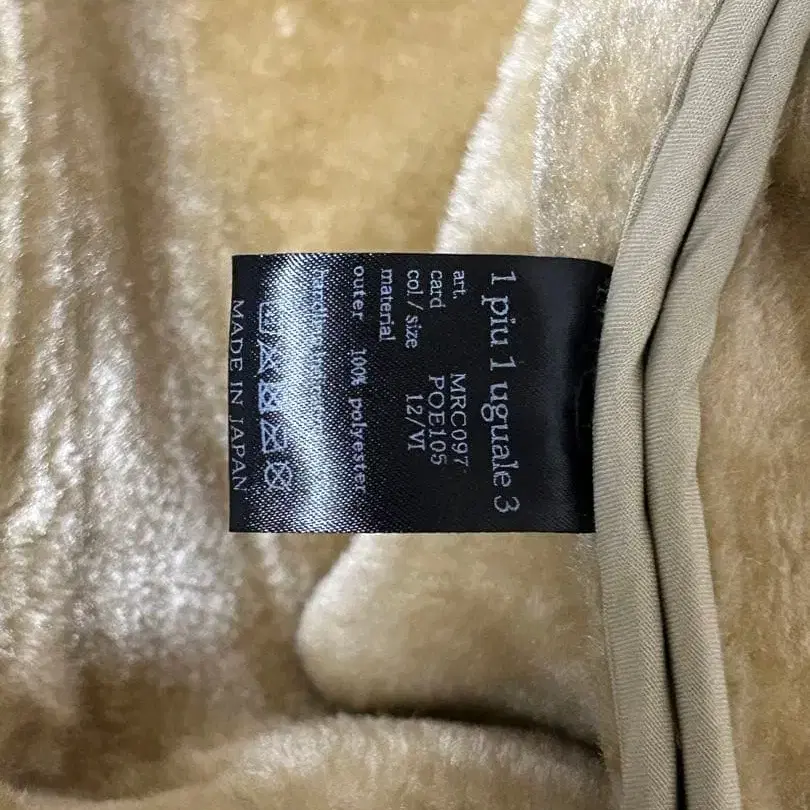 1 piu 1 uguale 3
art. MRC097
card POE105
col / size 12/VI
material
outer 100% polyester
MADE IN JAPAN